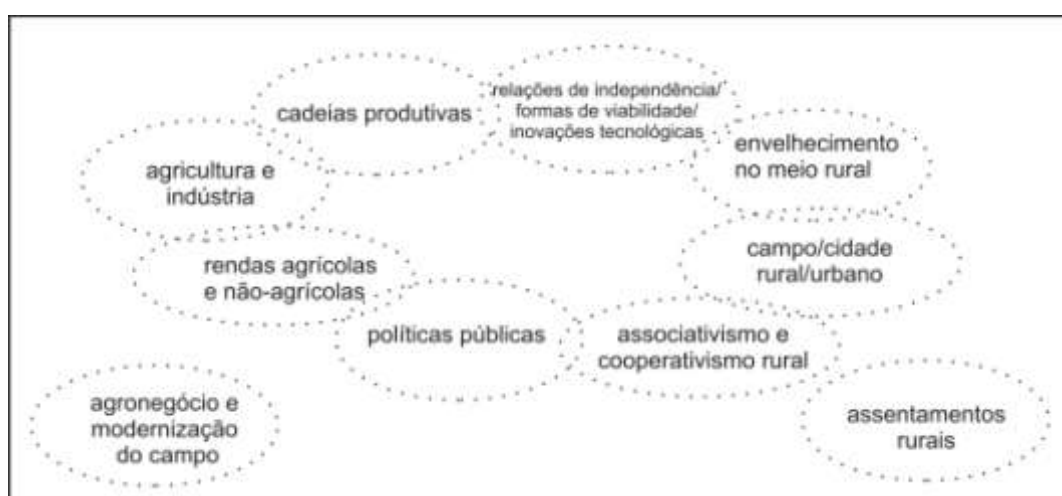 cadeias produtivas
relações de independência/
formas de viabilidade/
inovações tecnológicas
envelhecimento
no meio rural
agricultura e
indústria
campo/cidade
rural/urbano
rendas agrícolas
e não-agrícolas
políticas públicas
associativismo e
cooperativismo rural
agronegócio e
modernização
do campo
assentamentos
rurais